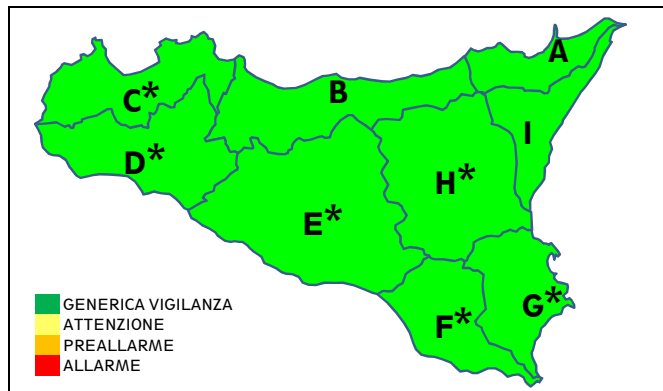 A
B
C*
I
D*
H*
E*
G*
F*
GENERICA VIGILANZA
ATTENZIONE
PREALLARME
ALLARME